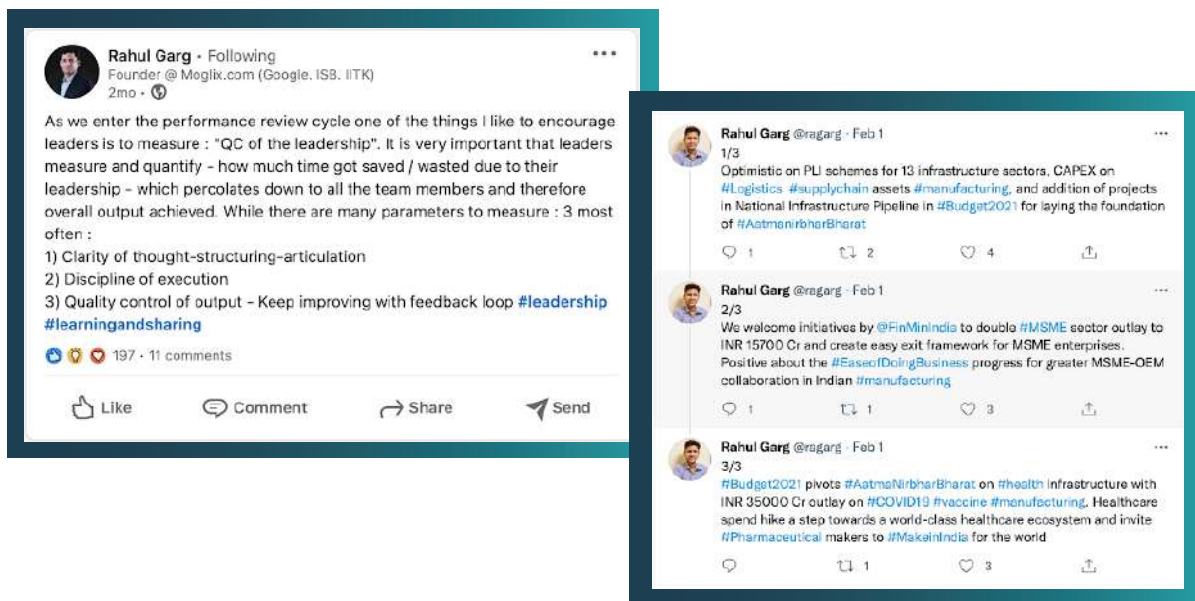 Rahul Garg • Following
Founder @ Moglix.com (Google, ISB, IITK)
2mo •
As we enter the performance review cycle one of the things I like to encourage
leaders is to measure : "QC of the leadership". It is very important that leaders
measure and quantify - how much time got saved / wasted due to their
leadership - which percolates down to all the team members and therefore
overall output achieved. While there are many parameters to measure : 3 most
often :
1) Clarity of thought-structuring-articulation
2) Discipline of execution
3) Quality control of output - Keep improving with feedback loop #leadership
#learningandsharing
197 • 11 comments
Like Comment Share Send
Rahul Garg @ragarg · Feb 1
1/3
Optimistic on PLI schemes for 13 infrastructure sectors, CAPEX on
#Logistics #supplychain assets #manufacturing, and addition of projects
in National Infrastructure Pipeline in #Budget2021 for laying the foundation
of #AatmanirbharBharat
1 2 4
Rahul Garg @ragarg · Feb 1
2/3
We welcome initiatives by @FinMinIndia to double #MSME sector outlay to
INR 15700 Cr and create easy exit framework for MSME enterprises.
Positive about the #EaseofDoingBusiness progress for greater MSME-OEM
collaboration in Indian #manufacturing
1 1 3
Rahul Garg @ragarg · Feb 1
3/3
#Budget2021 pivots #AatmaNirbharBharat on #health infrastructure with
INR 35000 Cr outlay on #COVID19 #vaccine #manufacturing. Healthcare
spend hike a step towards a world-class healthcare ecosystem and invite
#Pharmaceutical makers to #MakeinIndia for the world
1 3